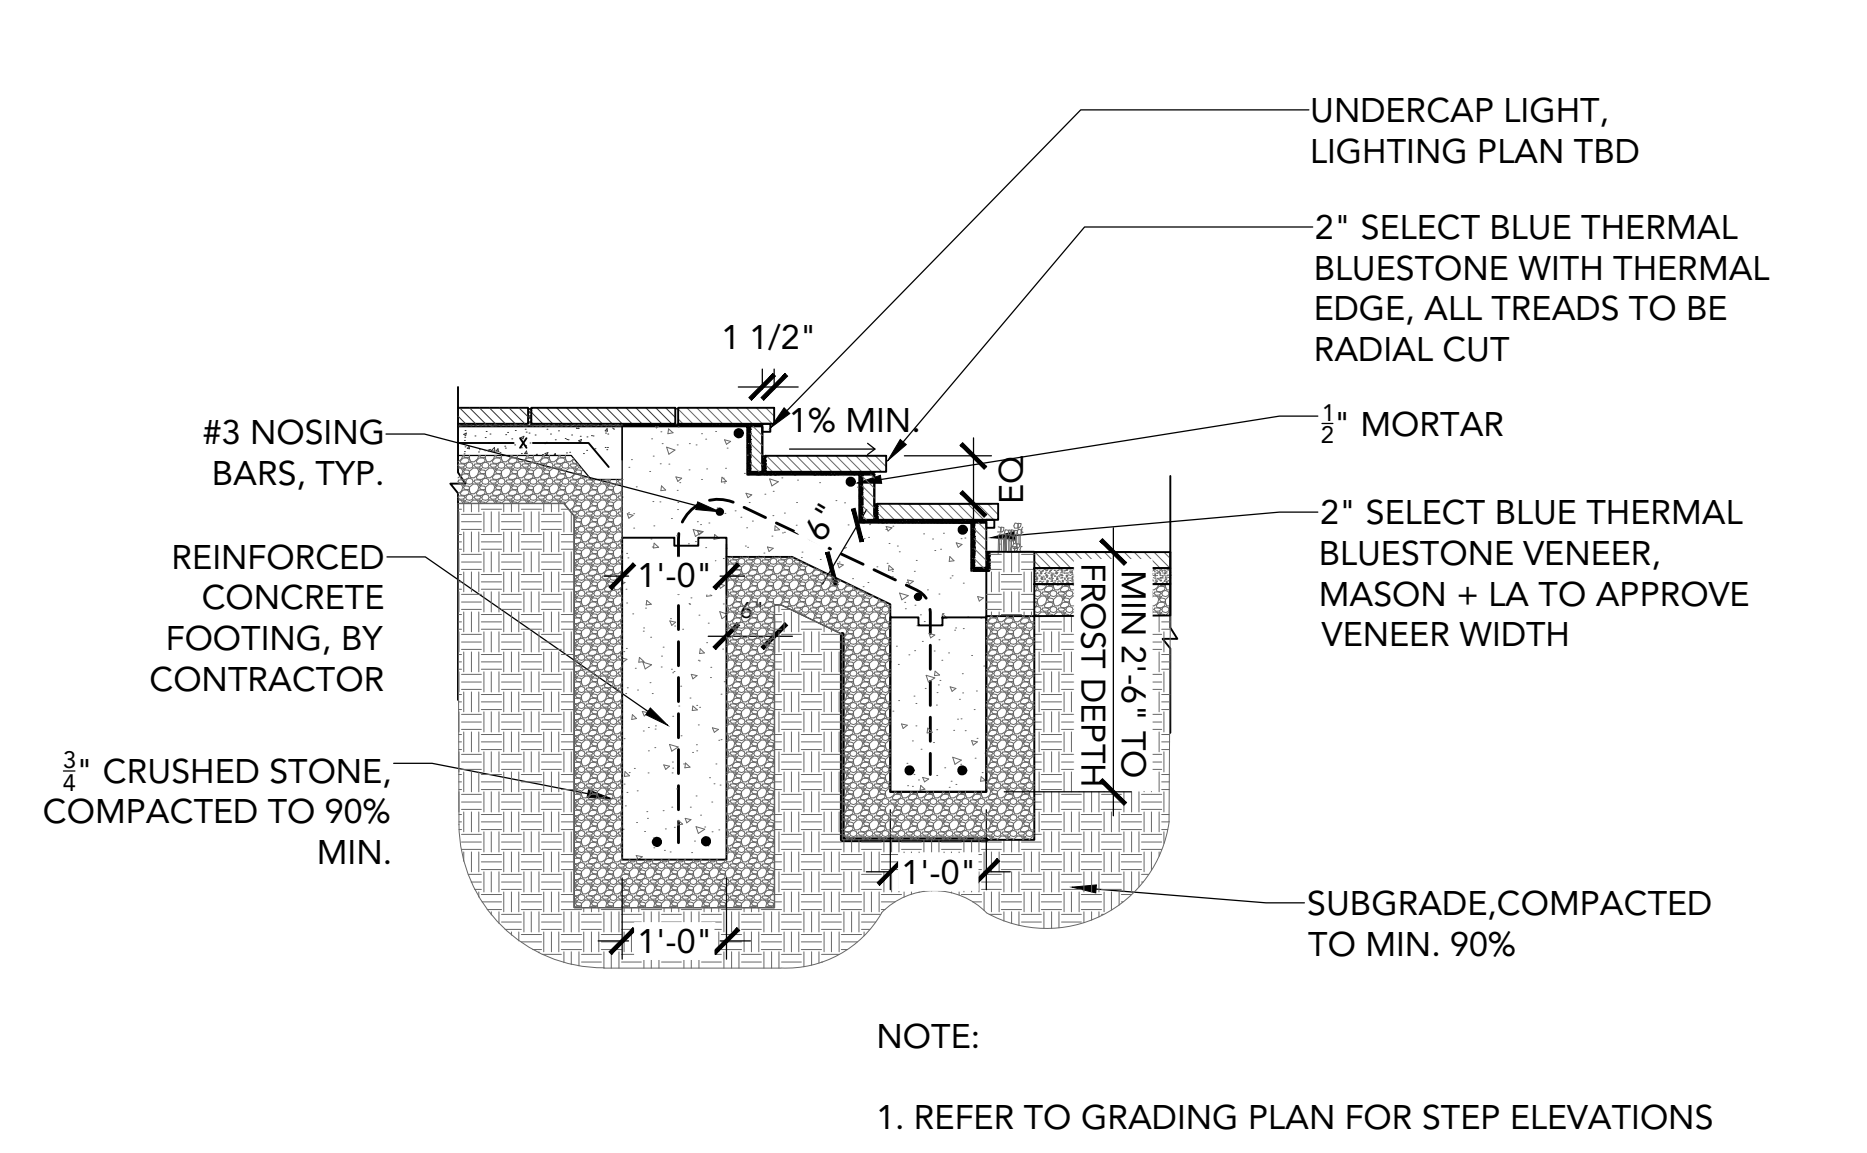 UNDERCAP LIGHT,
LIGHTING PLAN TBD
2" SELECT BLUE THERMAL
BLUESTONE WITH THERMAL
EDGE, ALL TREADS TO BE
RADIAL CUT
1 1/2"
1% MIN.
#3 NOSING
BARS, TYP.
x
1/2" MORTAR
EQ
6"
2" SELECT BLUE THERMAL
BLUESTONE VENEER,
MASON + LA TO APPROVE
VENEER WIDTH
REINFORCED
CONCRETE
FOOTING, BY
CONTRACTOR
1'-0"
6"
MIN 2'-6" TO
FROST DEPTH
3/4" CRUSHED STONE,
COMPACTED TO 90%
MIN.
1'-0"
1'-0"
SUBGRADE,COMPACTED
TO MIN. 90%
NOTE:
1. REFER TO GRADING PLAN FOR STEP ELEVATIONS